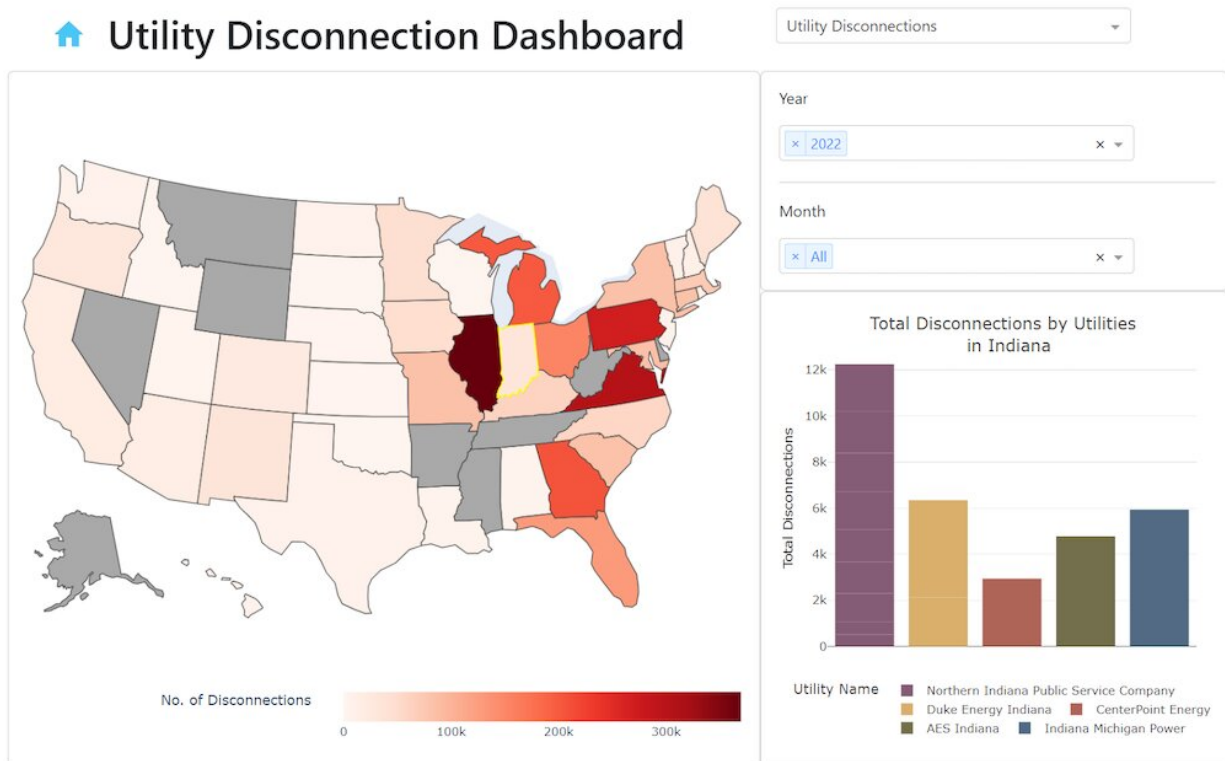 Utility Disconnection Dashboard
Utility Disconnections
Year
× 2022 ×
Month
× All ×
Total Disconnections by Utilities
in Indiana
Total Disconnections
12k
10k
8k
6k
4k
2k
0
Utility Name
Northern Indiana Public Service Company
Duke Energy Indiana CenterPoint Energy
AES Indiana Indiana Michigan Power
No. of Disconnections
0 100k 200k 300k